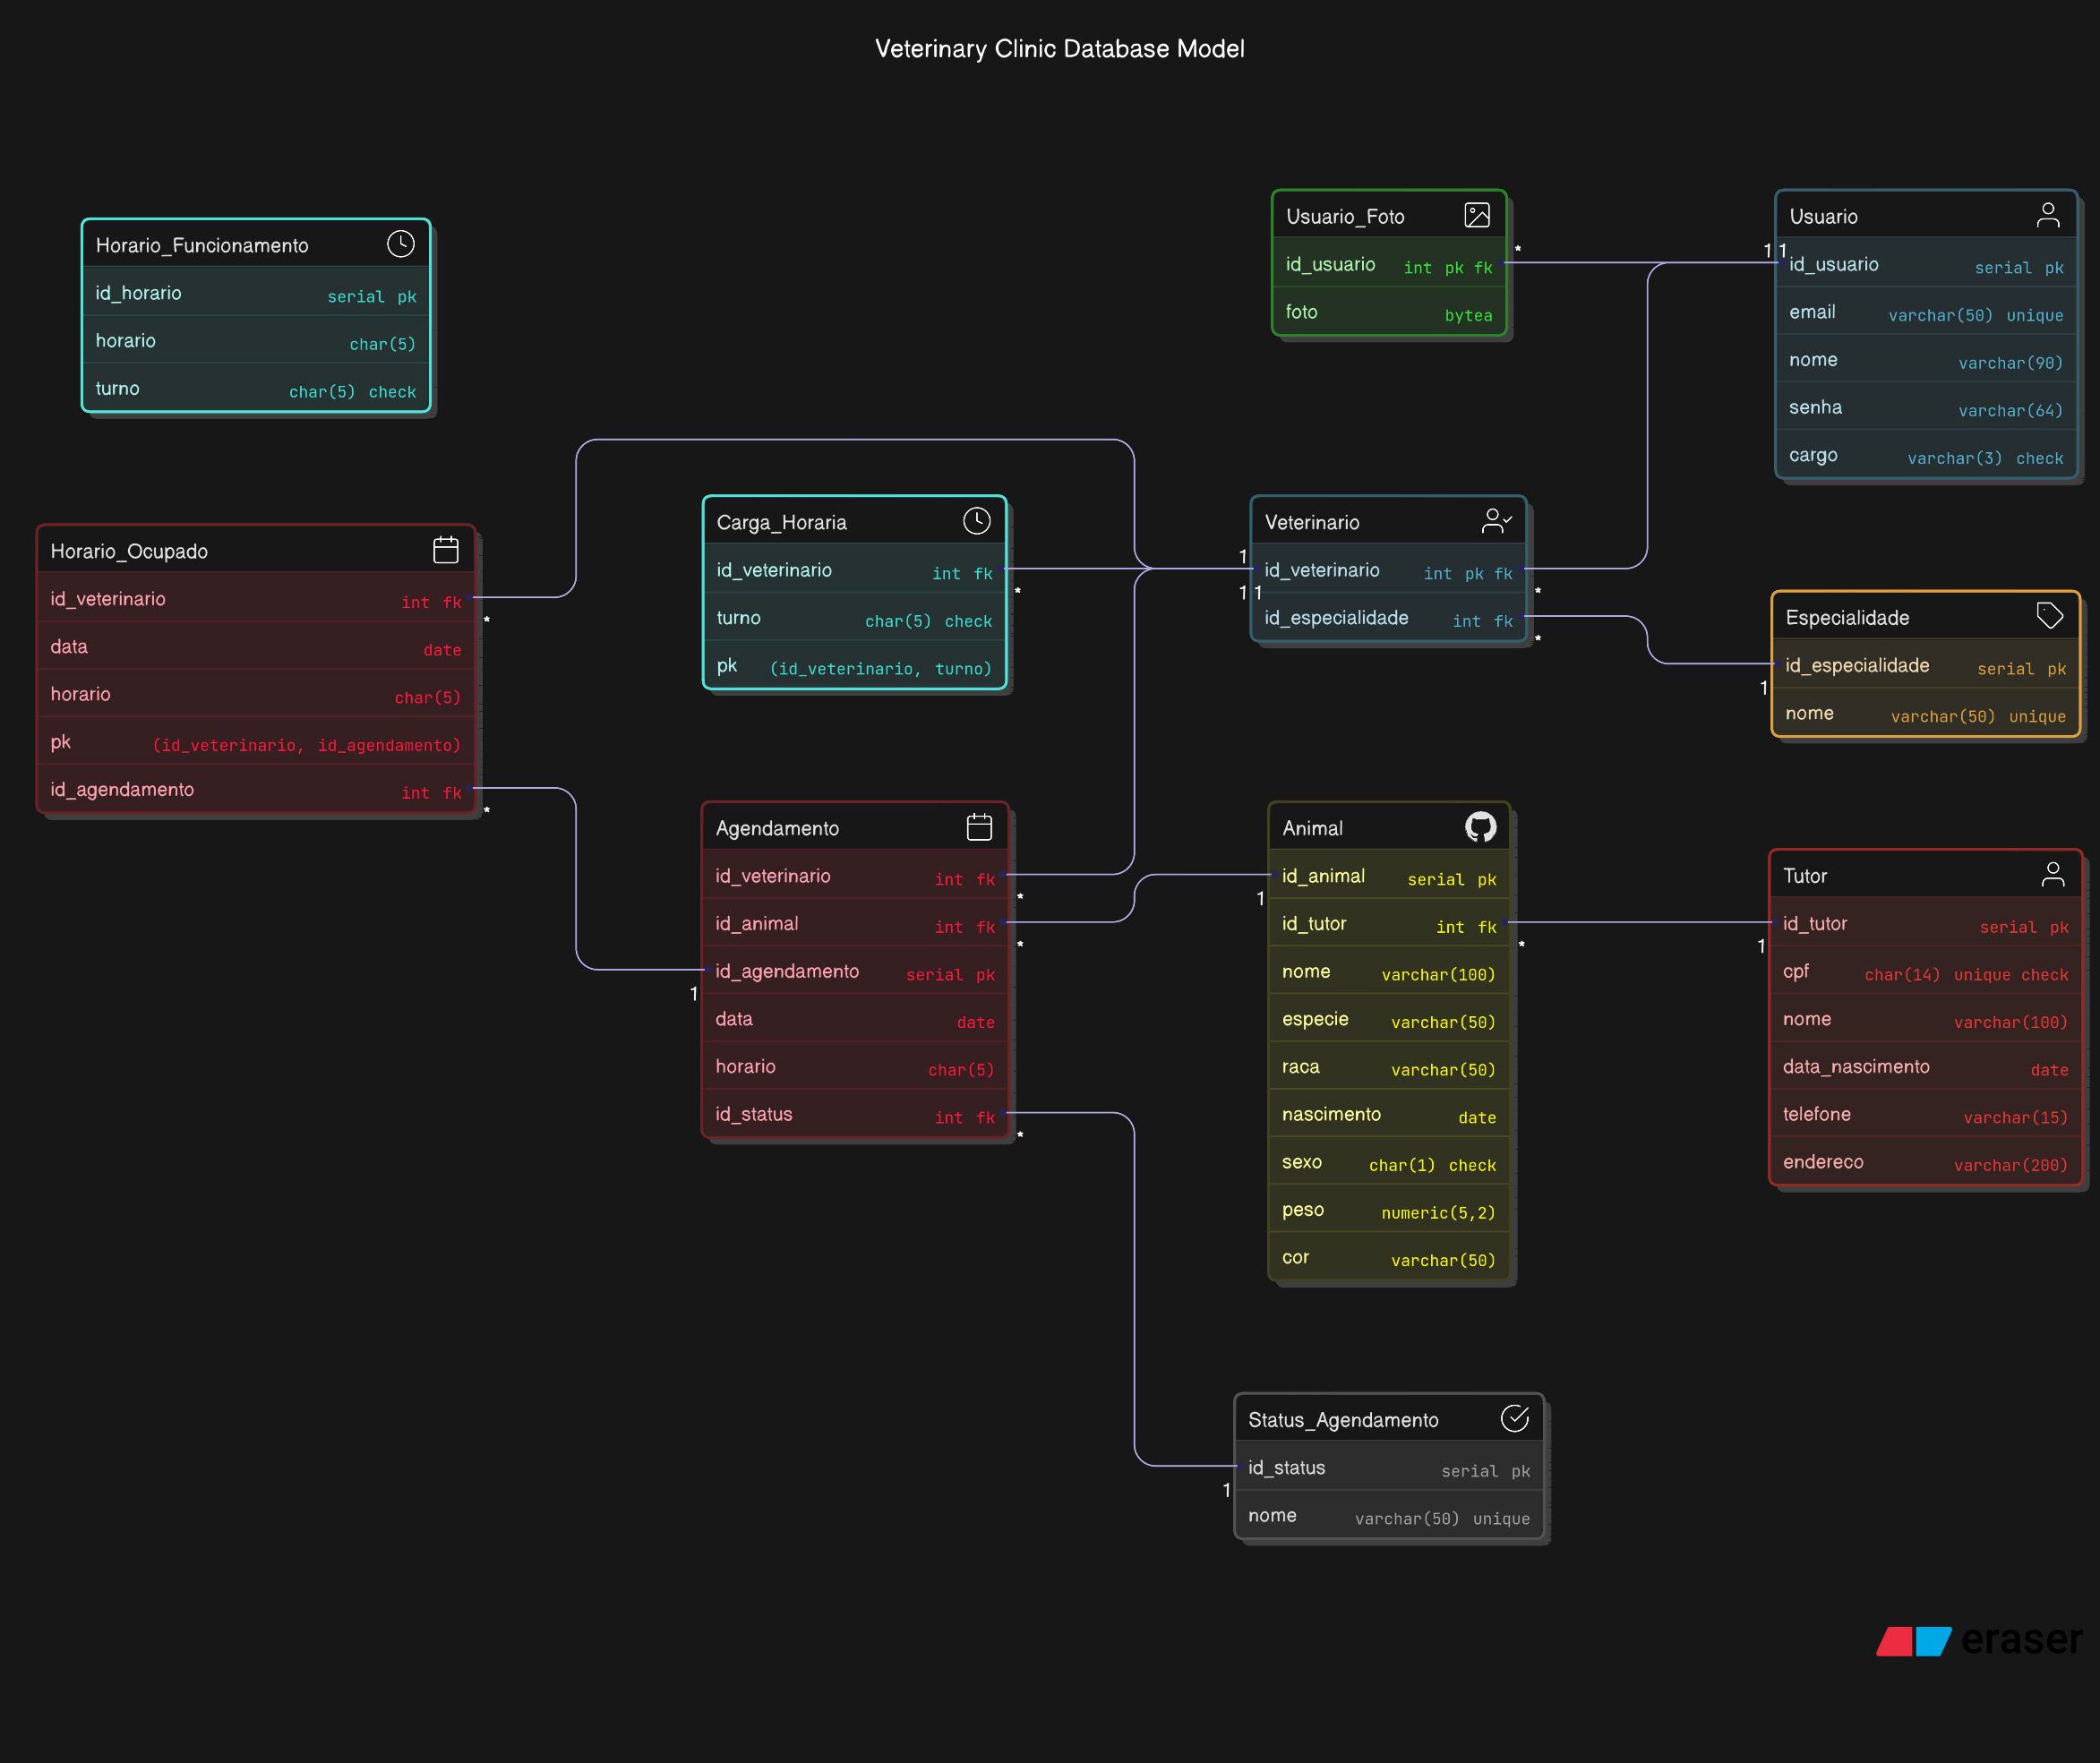 Veterinary Clinic Database Model
Horario_Funcionamento
id_horario serial pk
horario char(5)
turno char(5) check
Usuario_Foto
id_usuario int pk fk
foto bytea
*
1 1
Usuario
id_usuario serial pk
email varchar(50) unique
nome varchar(90)
senha varchar(64)
cargo varchar(3) check
Horario_Ocupado
id_veterinario int fk
*
data date
horario char(5)
pk (id_veterinario, id_agendamento)
id_agendamento int fk
*
Carga_Horaria
id_veterinario int fk
*
turno char(5) check
pk (id_veterinario, turno)
1
1 1
Veterinario
id_veterinario int pk fk
*
id_especialidade int fk
*
Especialidade
id_especialidade serial pk
1
nome varchar(50) unique
Agendamento
id_veterinario int fk
*
id_animal int fk
*
id_agendamento serial pk
1
data date
horario char(5)
id_status int fk
*
Animal
id_animal serial pk
1
id_tutor int fk
*
nome varchar(100)
especie varchar(50)
raca varchar(50)
nascimento date
sexo char(1) check
peso numeric(5,2)
cor varchar(50)
Tutor
id_tutor serial pk
1
cpf char(14) unique check
nome varchar(100)
data_nascimento date
telefone varchar(15)
endereco varchar(200)
Status_Agendamento
id_status serial pk
1
nome varchar(50) unique
eraser